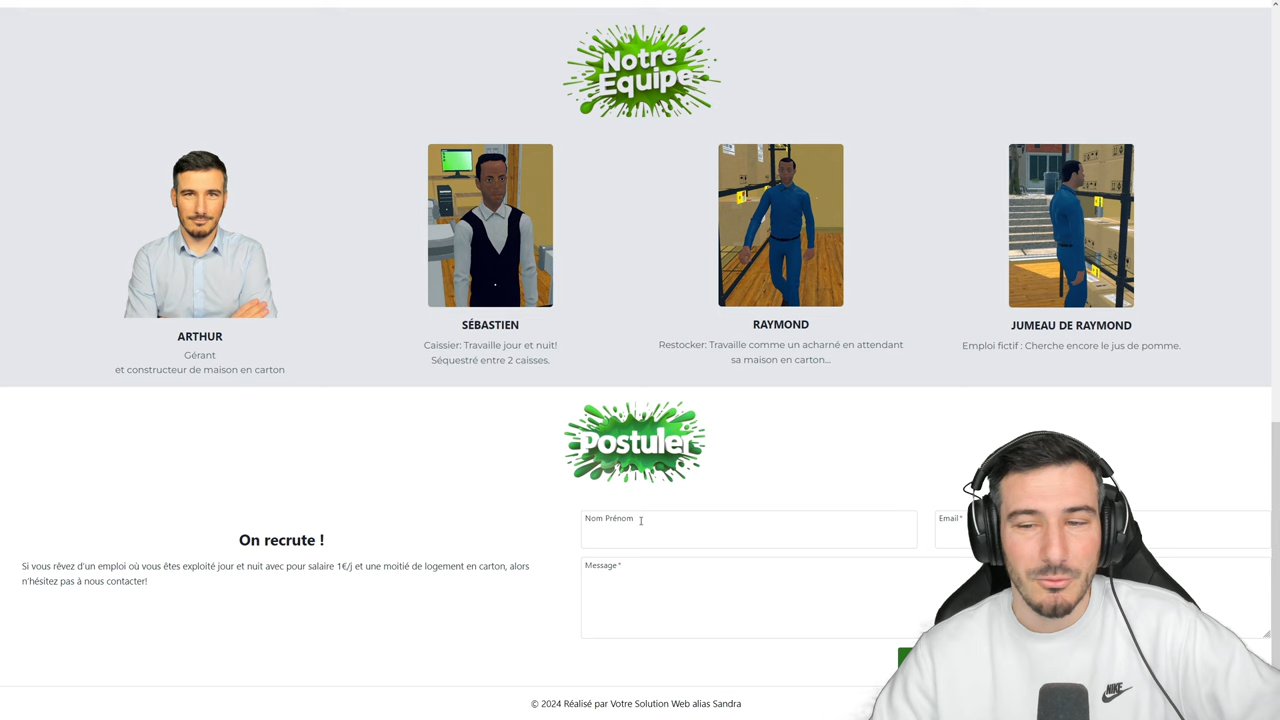 Notre
Equipe
ARTHUR
Gérant
et constructeur de maison en carton
SÉBASTIEN
Caissier: Travaille jour et nuit!
Séquestré entre 2 caisses.
RAYMOND
Restocker: Travaille comme un acharné en attendant
sa maison en carton...
JUMEAU DE RAYMOND
Emploi fictif : Cherche encore le jus de pomme.
Postuler
On recrute !
Si vous rêvez d'un emploi où vous êtes exploité jour et nuit avec pour salaire 1€/j et une moitié de logement en carton, alors
n'hésitez pas à nous contacter!
Nom Prénom
Email *
Message *
NIKE
© 2024 Réalisé par Votre Solution Web alias Sandra